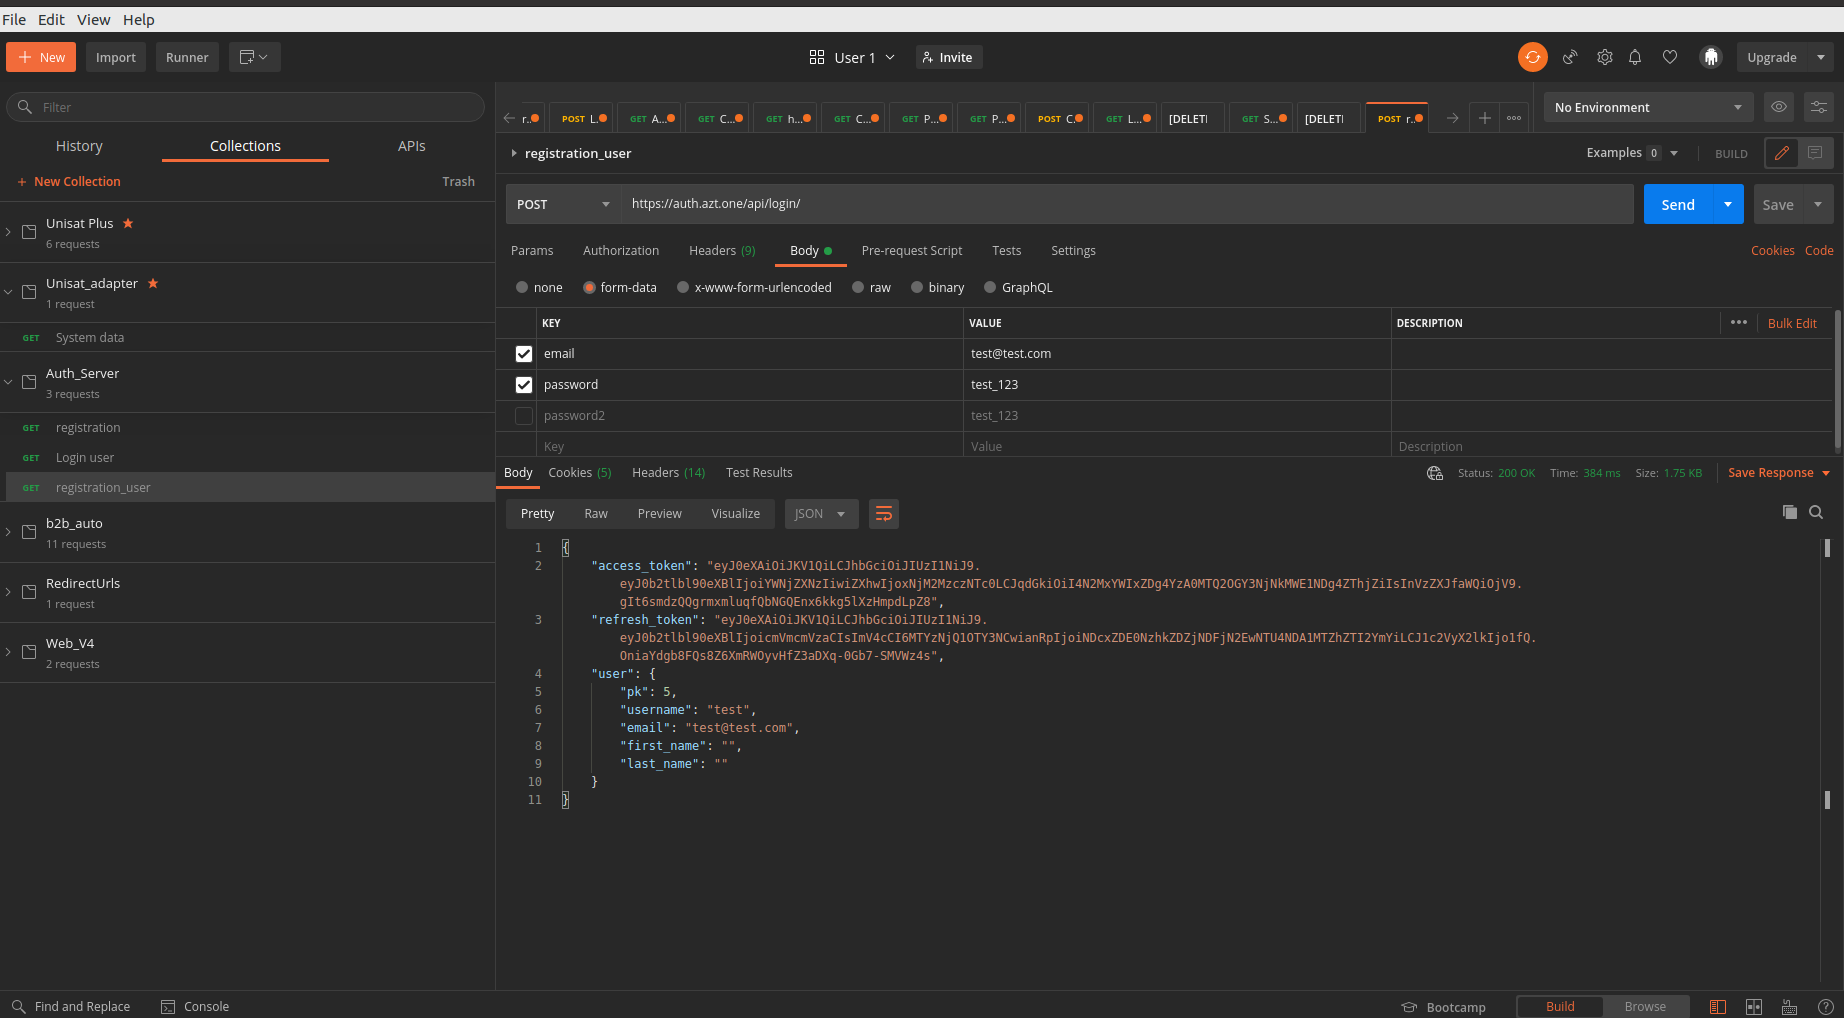 File Edit View Help
New Import Runner User 1 Invite Upgrade
Filter
History Collections APIs
New Collection Trash
Unisat Plus
6 requests
Unisat_adapter
1 request
GET System data
Auth_Server
3 requests
GET registration
GET Login user
GET registration_user
b2b_auto
11 requests
RedirectUrls
1 request
Web_V4
2 requests
r.. POST L. GET A... GET C... GET h... GET C... GET P... GET P... POST C. GET L... [DELETI GET S... [DELETI POST r..
No Environment
registration_user Examples 0 BUILD
POST https://auth.azt.one/api/login/ Send Save
Params Authorization Headers (9) Body Pre-request Script Tests Settings Cookies Code
none form-data x-www-form-urlencoded raw binary GraphQL
KEY VALUE DESCRIPTION ••• Bulk Edit
email test@test.com
password test_123
password2 test_123
Key Value Description
Body Cookies (5) Headers (14) Test Results Status: 200 OK Time: 384 ms Size: 1.75 KB Save Response
Pretty Raw Preview Visualize JSON
1 {
2 "access_token": "eyJ0eXAiOiJKV1QiLCJhbGciOiJIUzI1NiJ9.
eyJ0b2tlbl90eXBlIjoiYWNjZXNzIiwiZXhwIjoxNjM2MzczNTc0LCJqdGkiOiI4N2MxYWIxZDg4YzA0MTQ2OGY3NjNkMWE1NDg4ZThjZiIsInVzZXJfaWQiOjV9.
gIt6smdzQQgrmxmluqfQbNGQEnx6kkg5lXzHmpdLpZ8",
3 "refresh_token": "eyJ0eXAiOiJKV1QiLCJhbGciOiJIUzI1NiJ9.
eyJ0b2tlbl90eXBlIjoicmVmcmVzaCIsImV4cCI6MTYzNjQ1OTY3NCwianRpIjoiNDcxZDE0NzhkZDZjNDFjN2EwNTU4NDA1MTZhZTI2YmYiLCJ1c2VyX2lkIjo1fQ.
OniaYdgb8FQs8Z6XmRWOyvHfZ3aDXq-0Gb7-SMVWz4s",
4 "user": {
5 "pk": 5,
6 "username": "test",
7 "email": "test@test.com",
8 "first_name": "",
9 "last_name": ""
10 }
11 }
Find and Replace Console Bootcamp Build Browse